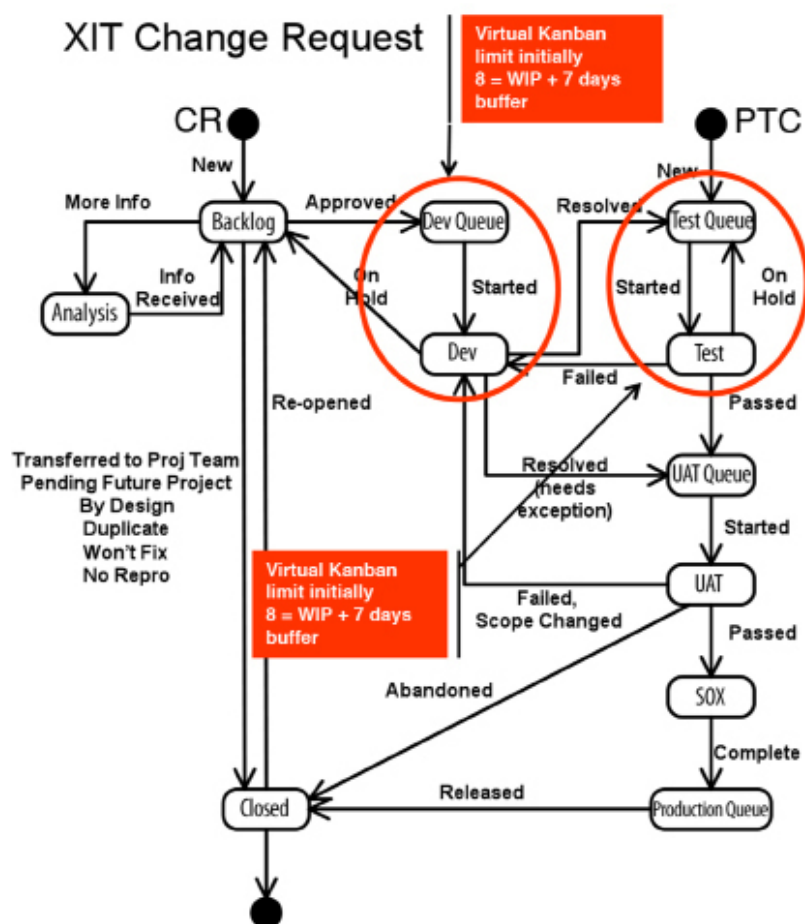 XIT Change Request
Virtual Kanban
limit initially
8 = WIP + 7 days
buffer
CR
PTC
New
New
More Info
Backlog
Approved
Dev Queue
Resolved
Test Queue
Info
Received
On
Hold
Started
Started
On
Hold
Analysis
Dev
Test
Failed
Re-opened
Passed
Transferred to Proj Team
Pending Future Project
By Design
Duplicate
Won't Fix
No Repro
Resolved
(needs
exception)
UAT Queue
Started
Virtual Kanban
limit initially
8 = WIP + 7 days
buffer
UAT
Failed,
Scope Changed
Passed
Abandoned
SOX
Complete
Closed
Released
Production Queue